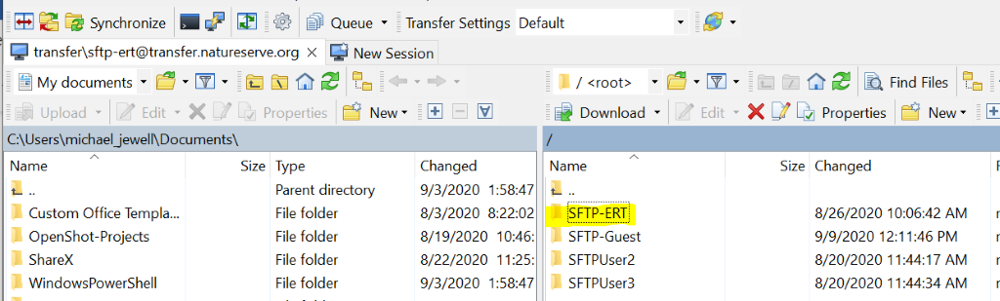 Synchronize Queue Transfer Settings Default
transfer\sftp-ert@transfer.natureserve.org × New Session
My documents / <root> Find Files
Upload Edit Properties New Download Edit Properties New
C:\Users\michael_jewell\Documents\ /
Name Size Type Changed Name Size Changed
.. Parent directory 9/3/2020 1:58:47 ..
Custom Office Templa... File folder 8/3/2020 8:22:02 SFTP-ERT 8/26/2020 10:06:42 AM
OpenShot-Projects File folder 8/19/2020 10:46: SFTP-Guest 9/9/2020 12:11:46 PM
ShareX File folder 8/22/2020 11:25: SFTPUser2 8/20/2020 11:44:17 AM
WindowsPowerShell File folder 9/3/2020 1:58:47 SFTPUser3 8/20/2020 11:44:34 AM